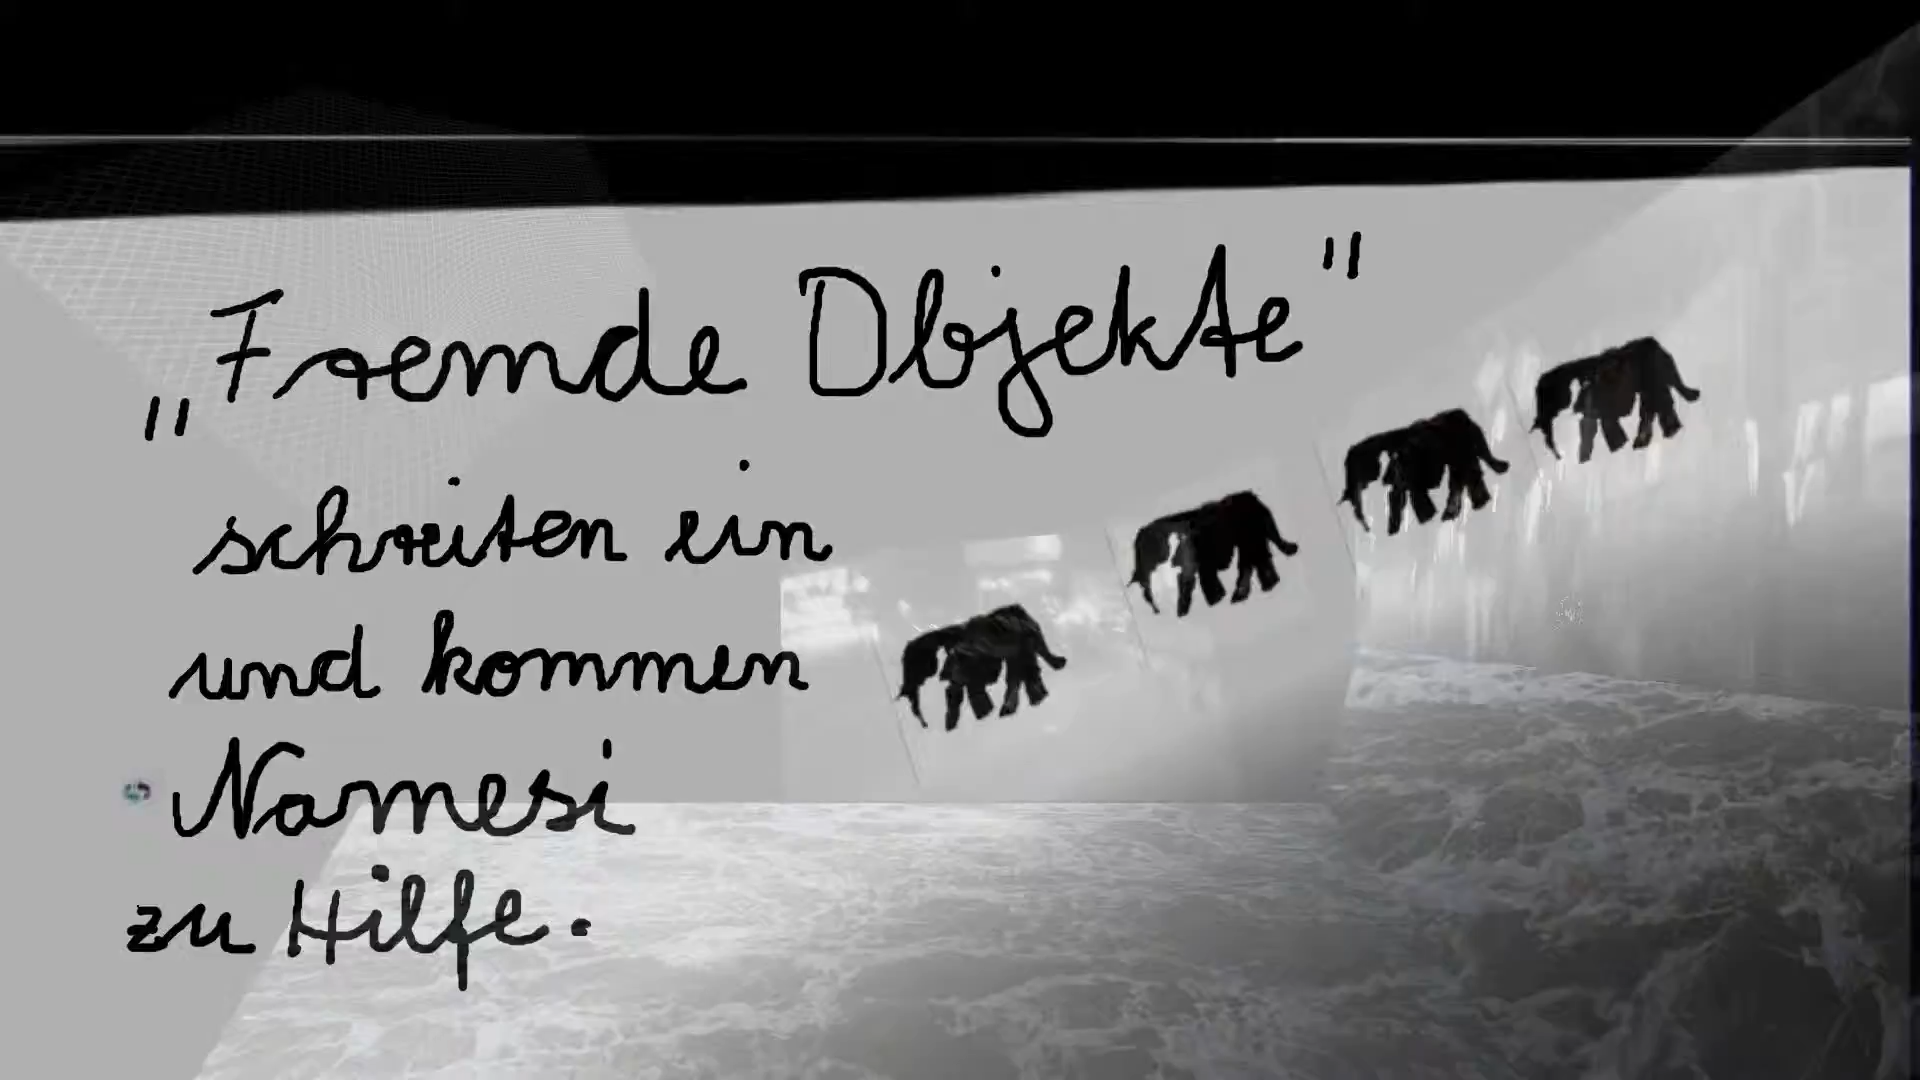 „Fremde Objekte"
schreiten ein
und kommen
Namesi
zu Hilfe.